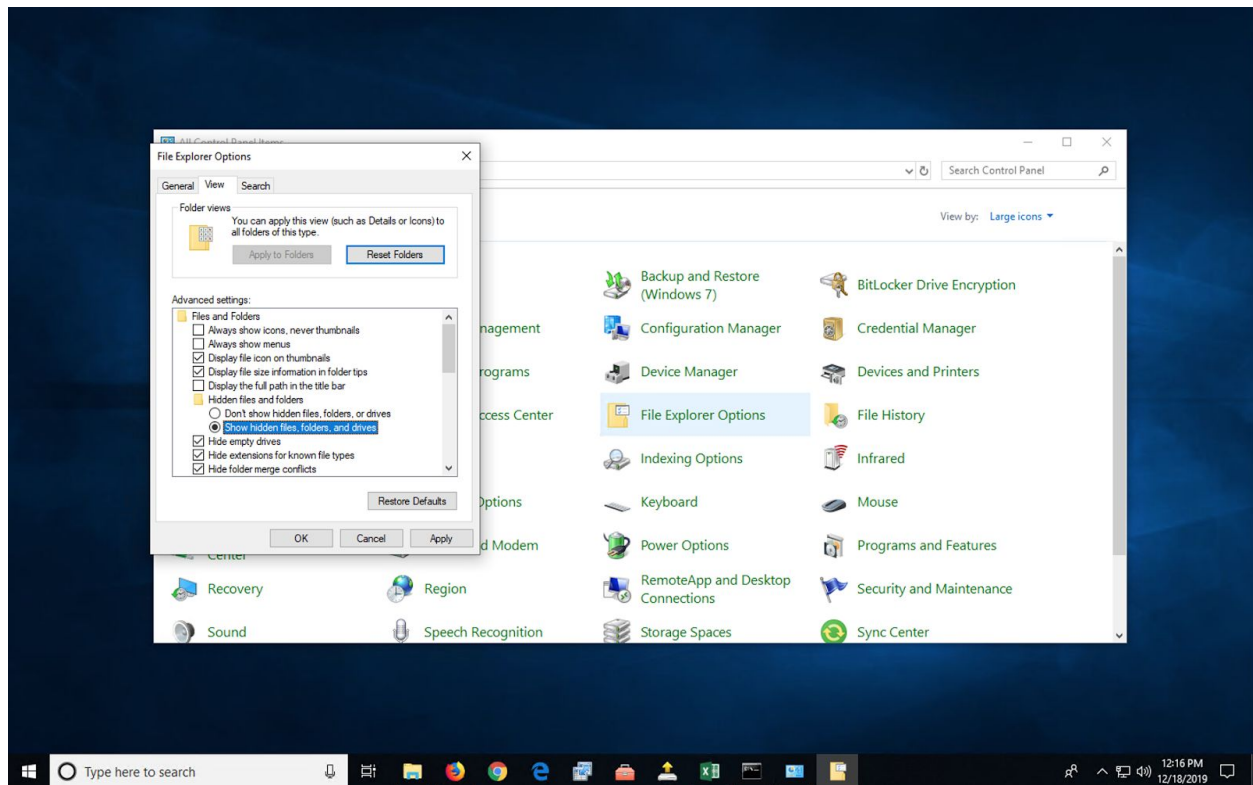 All Control Panel Items
File Explorer Options
General View Search
Folder views
You can apply this view (such as Details or Icons) to
all folders of this type.
Apply to Folders Reset Folders
Advanced settings:
Files and Folders
Always show icons, never thumbnails
Always show menus
Display file icon on thumbnails
Display file size information in folder tips
Display the full path in the title bar
Hidden files and folders
Don't show hidden files, folders, or drives
Show hidden files, folders, and drives
Hide empty drives
Hide extensions for known file types
Hide folder merge conflicts
Restore Defaults
OK Cancel Apply
Search Control Panel
View by: Large icons
Backup and Restore
(Windows 7)
BitLocker Drive Encryption
nagement
Configuration Manager
Credential Manager
rograms
Device Manager
Devices and Printers
ccess Center
File Explorer Options
File History
Indexing Options
Infrared
Options
Keyboard
Mouse
Center
d Modem
Power Options
Programs and Features
Recovery
Region
RemoteApp and Desktop
Connections
Security and Maintenance
Sound
Speech Recognition
Storage Spaces
Sync Center
Type here to search
12:16 PM
12/18/2019